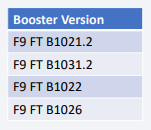 Booster Version
F9 FT B1021.2
F9 FT B1031.2
F9 FT B1022
F9 FT B1026